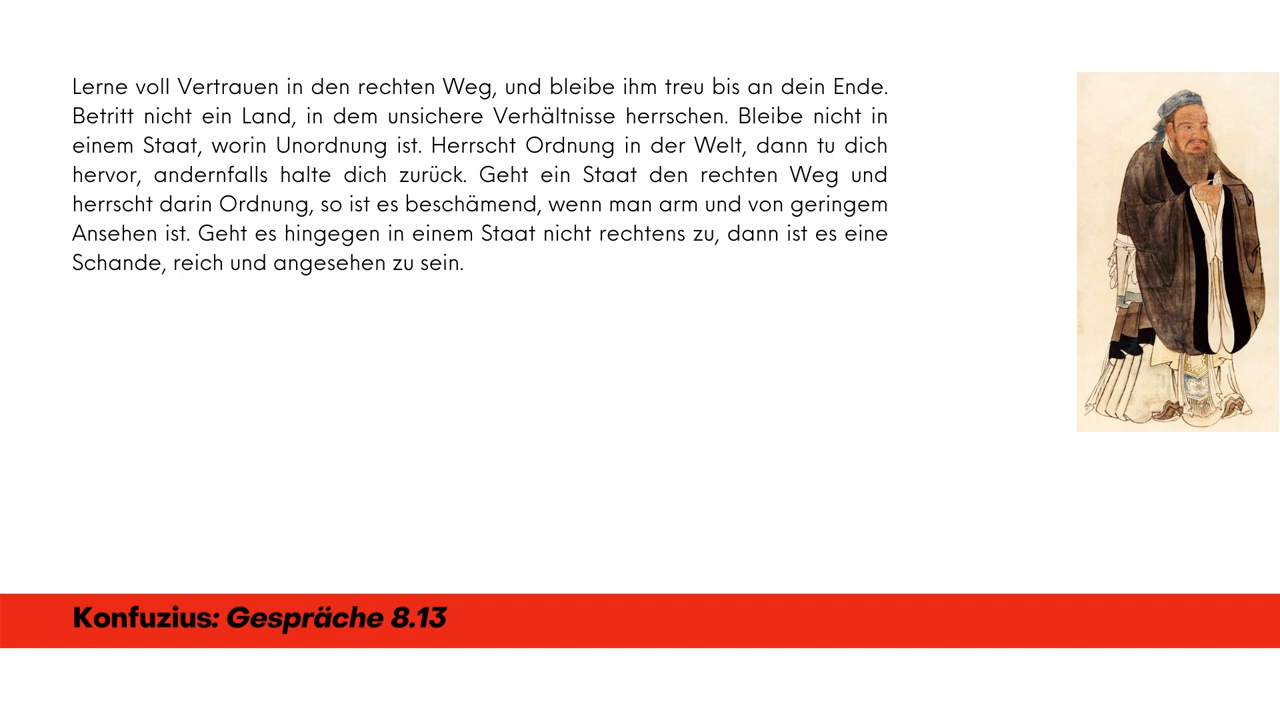 Lerne voll Vertrauen in den rechten Weg, und bleibe ihm treu bis an dein Ende.
Betritt nicht ein Land, in dem unsichere Verhältnisse herrschen. Bleibe nicht in
einem Staat, worin Unordnung ist. Herrscht Ordnung in der Welt, dann tu dich
hervor, andernfalls halte dich zurück. Geht ein Staat den rechten Weg und
herrscht darin Ordnung, so ist es beschämend, wenn man arm und von geringem
Ansehen ist. Geht es hingegen in einem Staat nicht rechtens zu, dann ist es eine
Schande, reich und angesehen zu sein.
Konfuzius: Gespräche 8.13